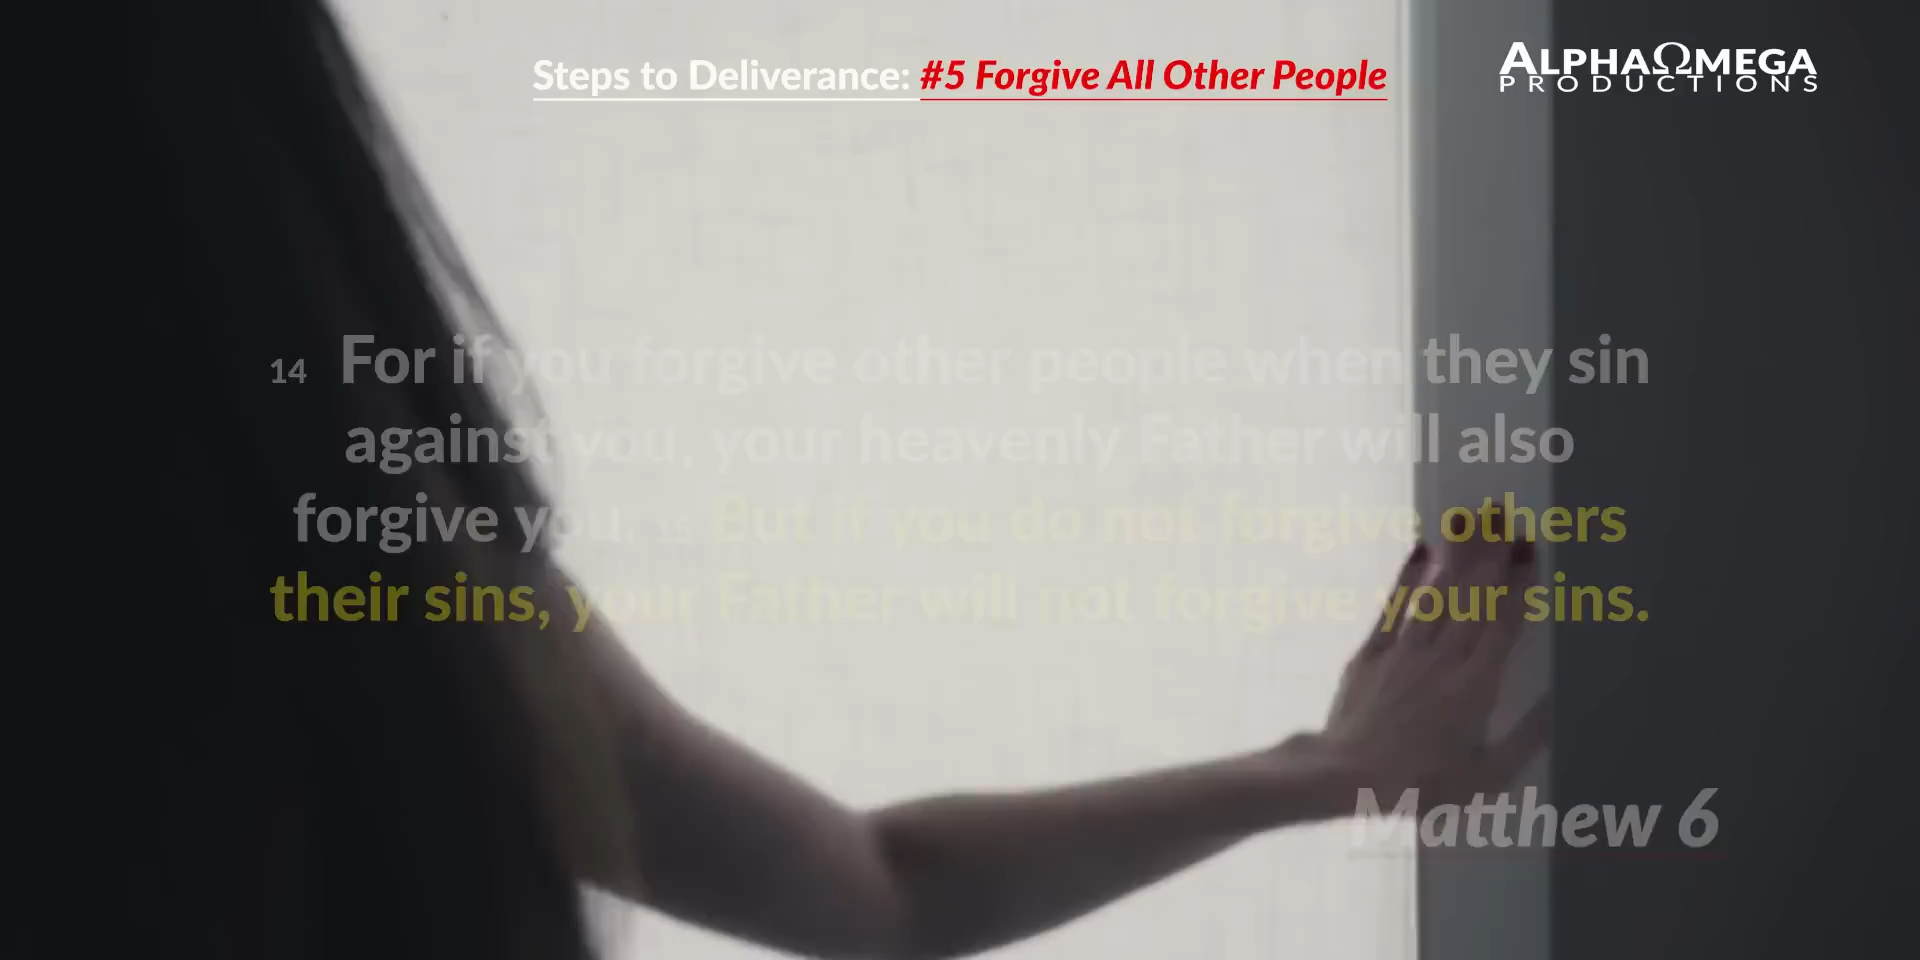 Steps to Deliverance: #5 Forgive All Other People
ALPHAΩMEGA
PRODUCTIONS
14 For if you forgive other people when they sin
against you, your heavenly Father will also
forgive you. 15 But if you do not forgive others
their sins, your Father will not forgive your sins.
Matthew 6